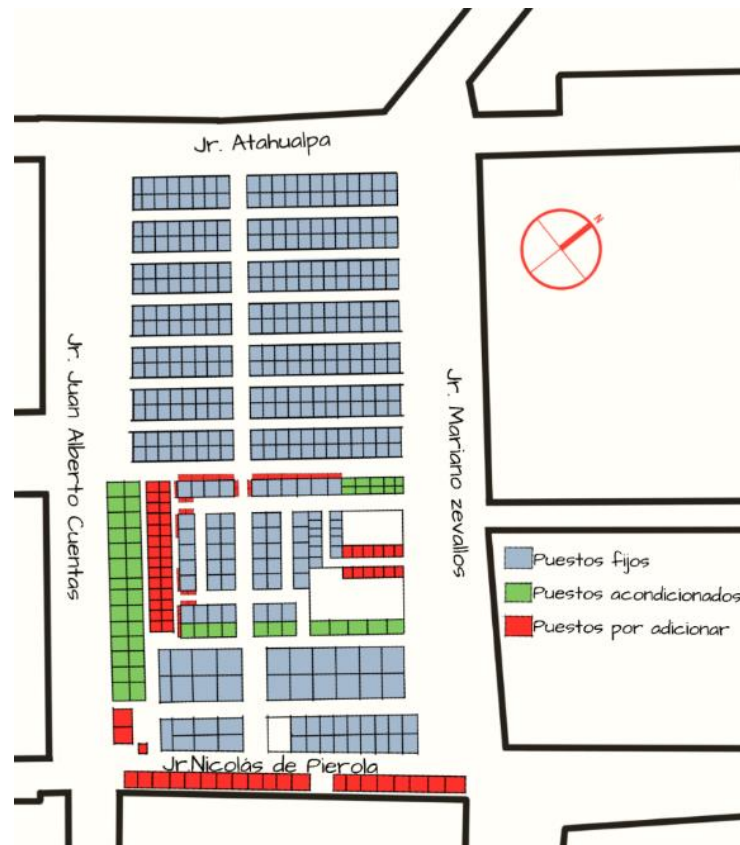 Jr. Atahualpa
N
Jr. Juan Alberto Cuentas
Jr. Mariano zevallos
Puestos fijos
Puestos acondicionados
Puestos por adicionar
Jr.Nicolás de Pierola